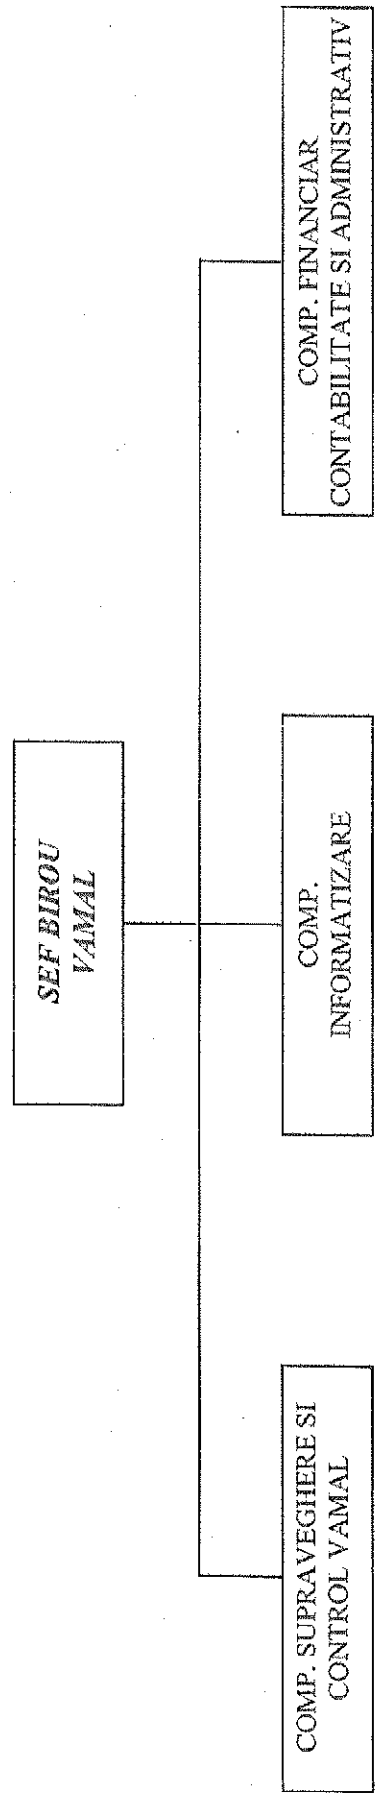 SEF BIROU
VAMAL
COMP. SUPRAVEGHERE SI
CONTROL VAMAL
COMP.
INFORMATIZARE
COMP. FINANCIAR
CONTABILITATE SI ADMINISTRATIV